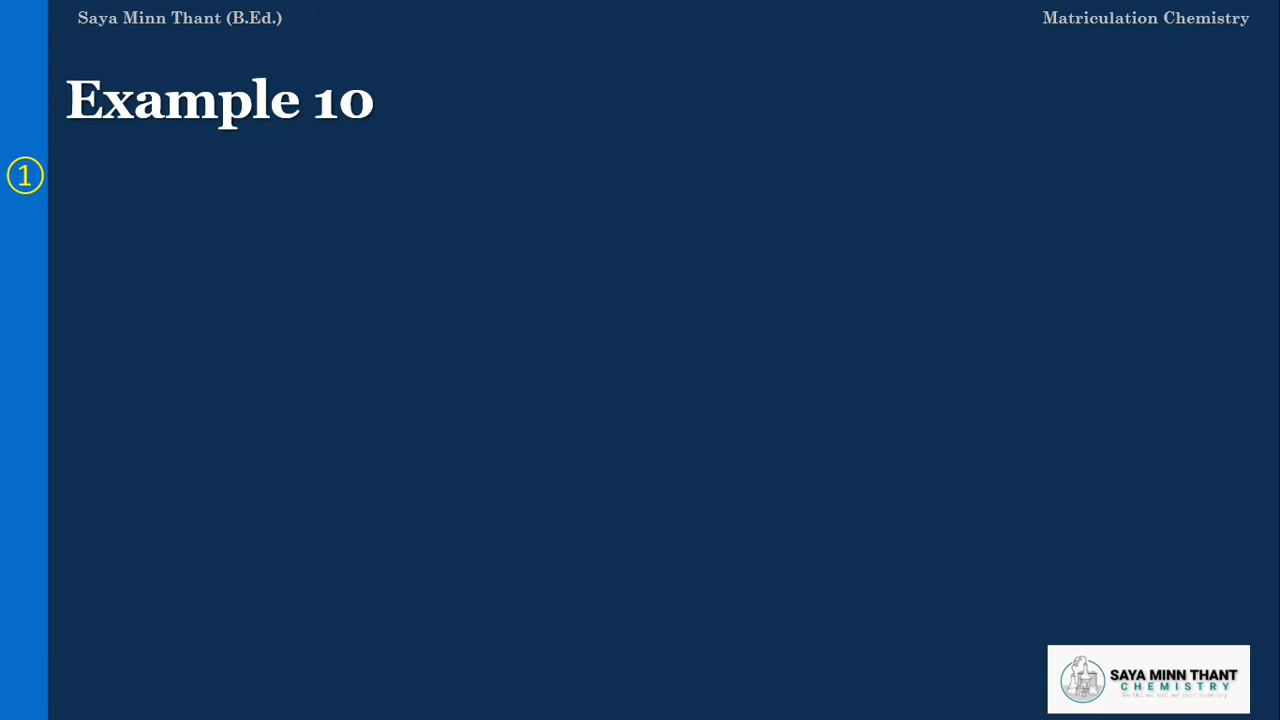 Saya Minn Thant (B.Ed.)
Matriculation Chemistry
Example 10
①
SAYA MINN THANT
CHEMISTRY